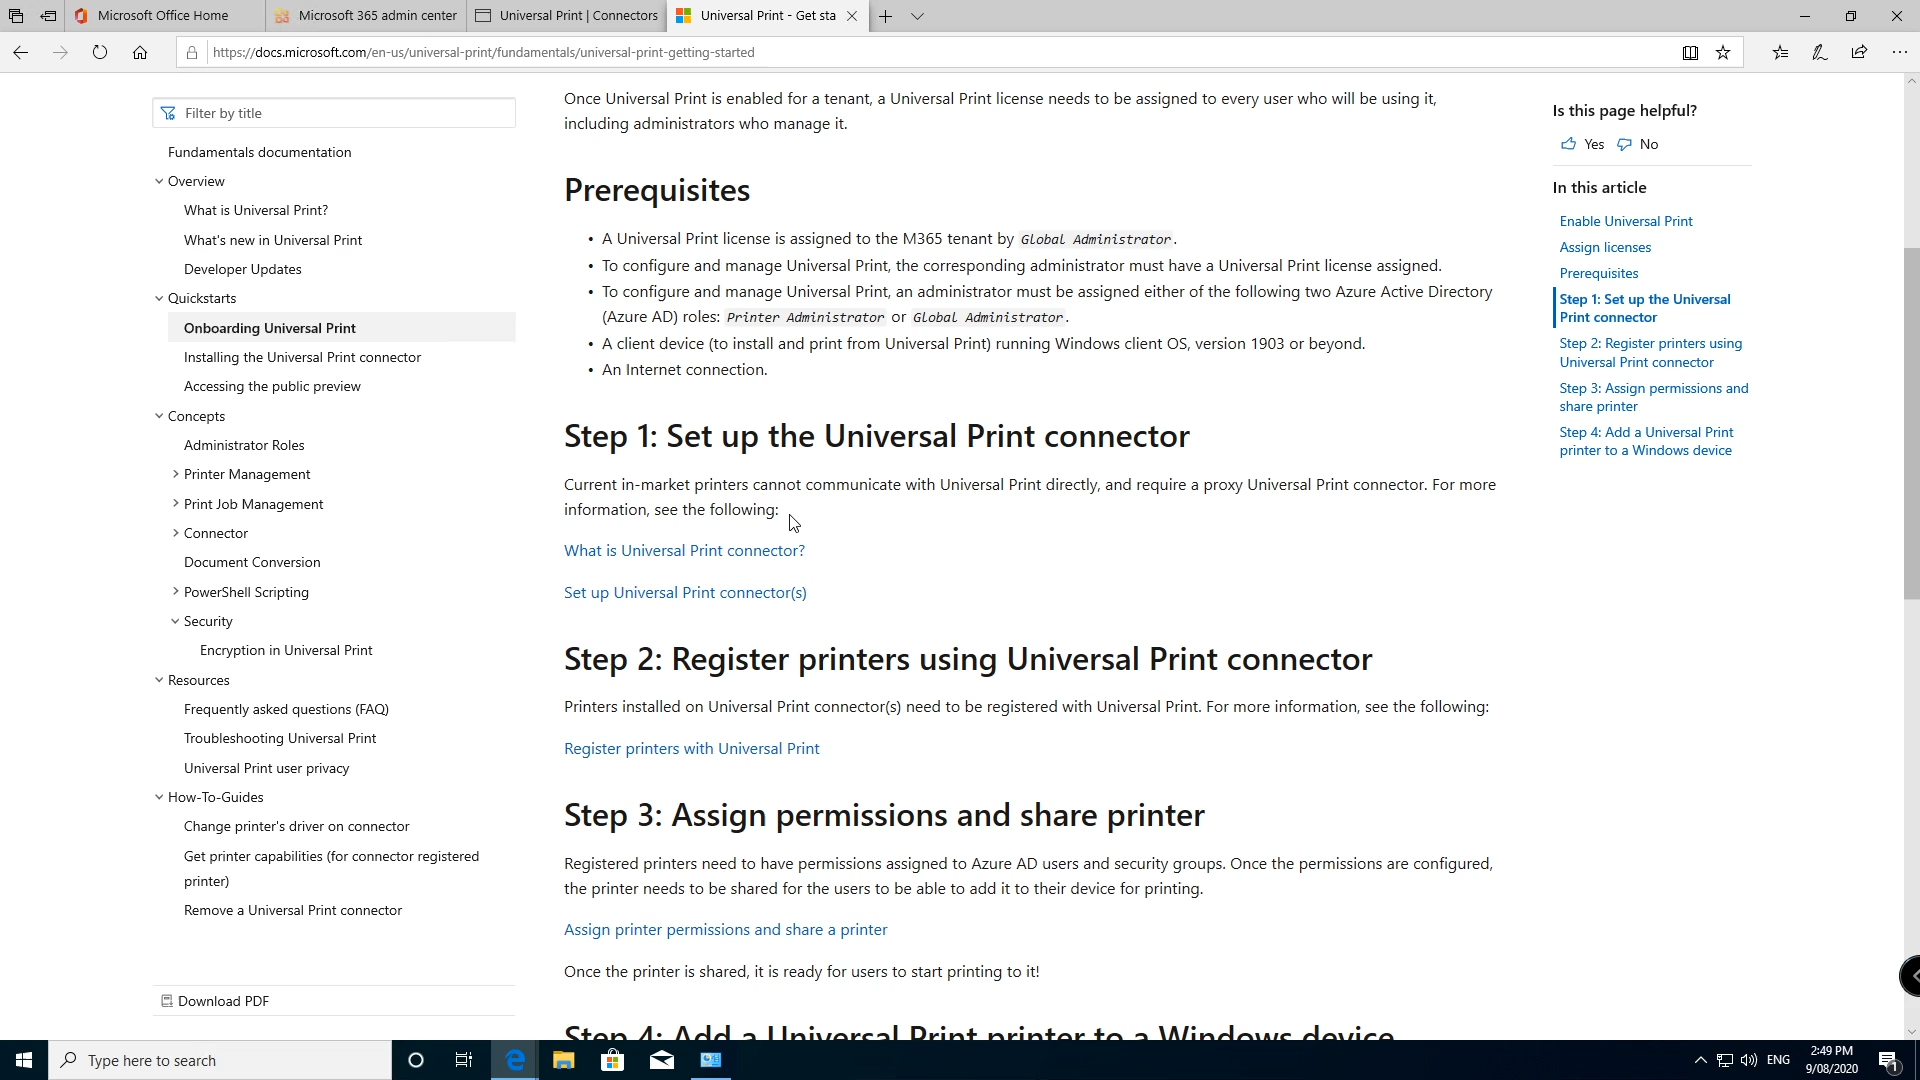 Microsoft Office Home
Microsoft 365 admin center
Universal Print | Connectors
Universal Print - Get sta
https://docs.microsoft.com/en-us/universal-print/fundamentals/universal-print-getting-started
Filter by title
Fundamentals documentation
Overview
What is Universal Print?
What's new in Universal Print
Developer Updates
Quickstarts
Onboarding Universal Print
Installing the Universal Print connector
Accessing the public preview
Concepts
Administrator Roles
Printer Management
Print Job Management
Connector
Document Conversion
PowerShell Scripting
Security
Encryption in Universal Print
Resources
Frequently asked questions (FAQ)
Troubleshooting Universal Print
Universal Print user privacy
How-To-Guides
Change printer's driver on connector
Get printer capabilities (for connector registered
printer)
Remove a Universal Print connector
Download PDF
Once Universal Print is enabled for a tenant, a Universal Print license needs to be assigned to every user who will be using it,
including administrators who manage it.
Prerequisites
• A Universal Print license is assigned to the M365 tenant by Global Administrator.
• To configure and manage Universal Print, the corresponding administrator must have a Universal Print license assigned.
• To configure and manage Universal Print, an administrator must be assigned either of the following two Azure Active Directory
(Azure AD) roles: Printer Administrator or Global Administrator.
• A client device (to install and print from Universal Print) running Windows client OS, version 1903 or beyond.
• An Internet connection.
Step 1: Set up the Universal Print connector
Current in-market printers cannot communicate with Universal Print directly, and require a proxy Universal Print connector. For more
information, see the following:
What is Universal Print connector?
Set up Universal Print connector(s)
Step 2: Register printers using Universal Print connector
Printers installed on Universal Print connector(s) need to be registered with Universal Print. For more information, see the following:
Register printers with Universal Print
Step 3: Assign permissions and share printer
Registered printers need to have permissions assigned to Azure AD users and security groups. Once the permissions are configured,
the printer needs to be shared for the users to be able to add it to their device for printing.
Assign printer permissions and share a printer
Once the printer is shared, it is ready for users to start printing to it!
Step 4: Add a Universal Print printer to a Windows device
Is this page helpful?
Yes No
In this article
Enable Universal Print
Assign licenses
Prerequisites
Step 1: Set up the Universal
Print connector
Step 2: Register printers using
Universal Print connector
Step 3: Assign permissions and
share printer
Step 4: Add a Universal Print
printer to a Windows device
Type here to search
ENG
2:49 PM
9/08/2020
1